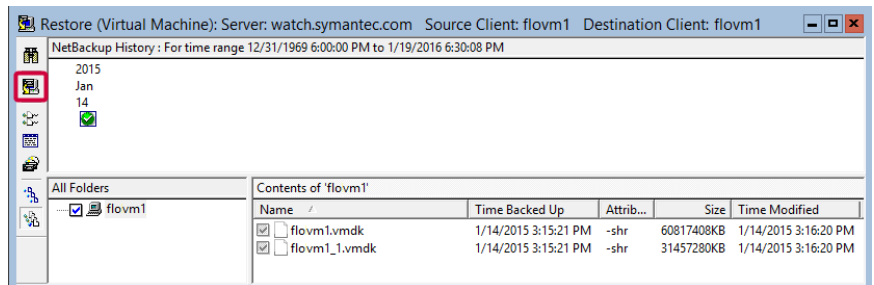 Restore (Virtual Machine): Server: watch.symantec.com Source Client: flovm1 Destination Client: flovm1
NetBackup History : For time range 12/31/1969 6:00:00 PM to 1/19/2016 6:30:08 PM
2015
Jan
14
All Folders
Contents of 'flovm1'
flovm1
Name Time Backed Up Attrib... Size Time Modified
flovm1.vmdk 1/14/2015 3:15:21 PM -shr 60817408KB 1/14/2015 3:16:20 PM
flovm1_1.vmdk 1/14/2015 3:15:21 PM -shr 31457280KB 1/14/2015 3:16:20 PM